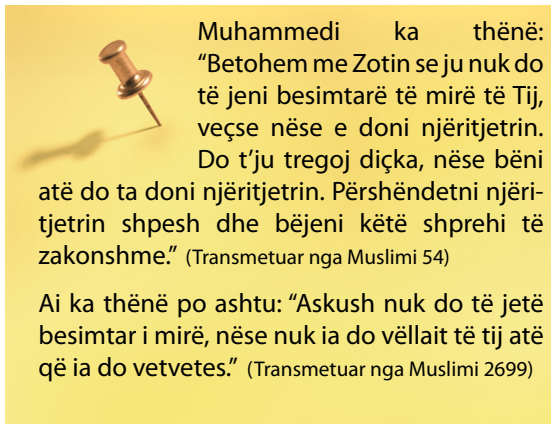 Muhammedi ka thënë:
“Betohem me Zotin se ju nuk do
të jeni besimtarë të mirë të Tij,
veçse nëse e doni njëritjetrin.
Do t’ju tregoj diçka, nëse bëni
atë do ta doni njëritjetrin. Përshëndetni njëri-
tjetrin shpesh dhe bëjeni këtë shprehi të
zakonshme.” (Transmetuar nga Muslimi 54)
Ai ka thënë po ashtu: “Askush nuk do të jetë
besimtar i mirë, nëse nuk ia do vëllait të tij atë
që ia do vetvetes.” (Transmetuar nga Muslimi 2699)